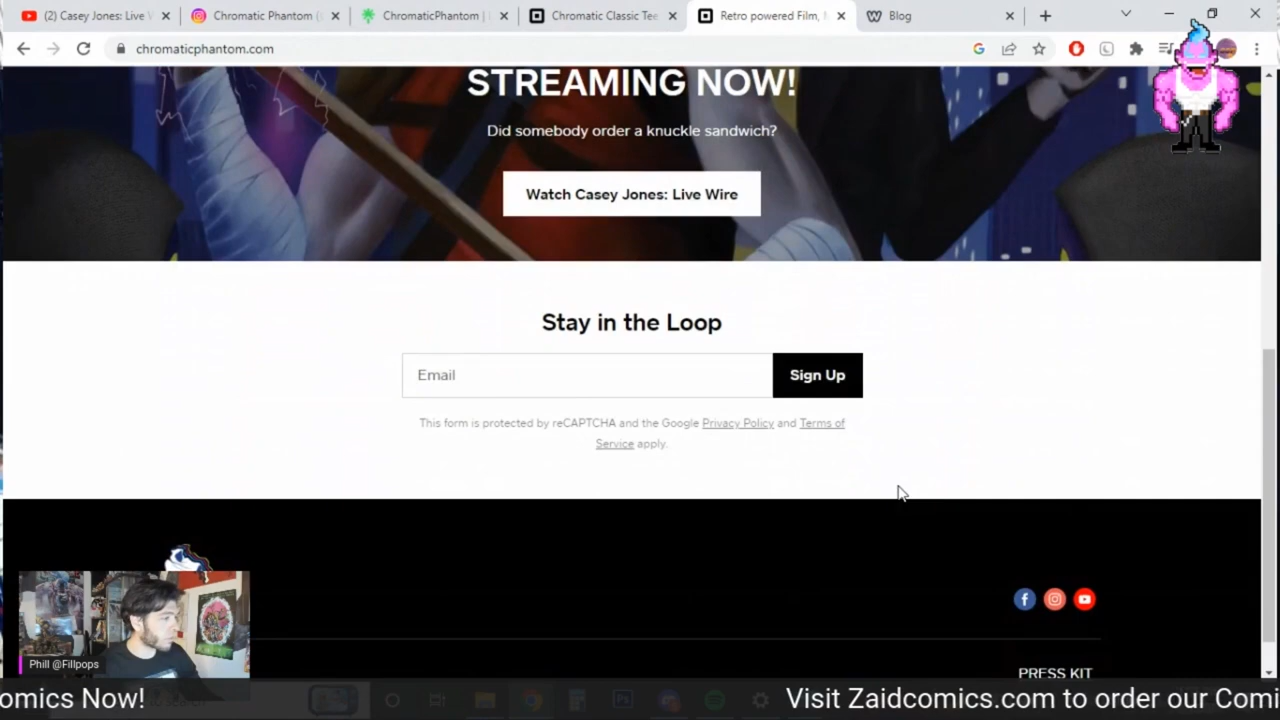 (2) Casey Jones: Live
Chromatic Phantom (
ChromaticPhantom |
Chromatic Classic Tee
Retro powered Film,
Blog
chromaticphantom.com
STREAMING NOW!
Did somebody order a knuckle sandwich?
Watch Casey Jones: Live Wire
Stay in the Loop
Email
Sign Up
This form is protected by reCAPTCHA and the Google Privacy Policy and Terms of
Service apply.
Phill @Fillpops
PRESS KIT
omics Now!
Visit Zaidcomics.com to order our Comi